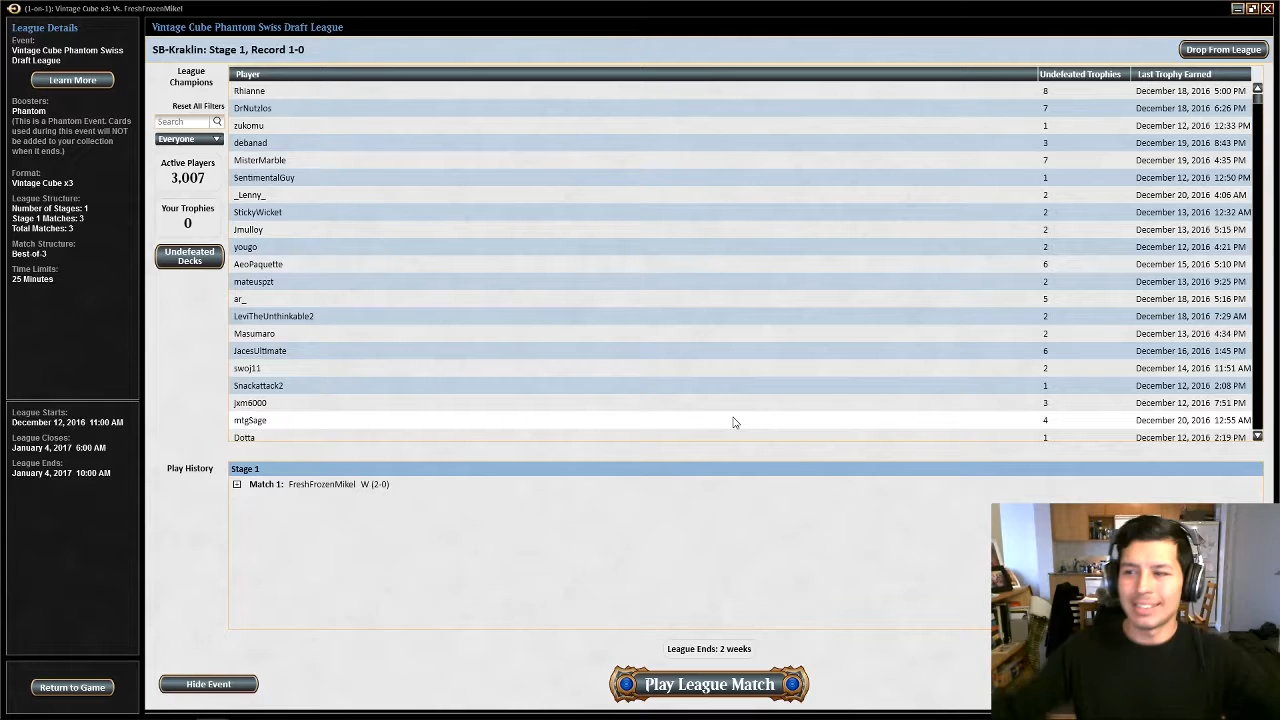 (1-on-1): Vintage Cube x3: Vs. FreshFrozenMikel
League Details
Event:
Vintage Cube Phantom Swiss
Draft League
Learn More
Boosters:
Phantom
(This is a Phantom Event. Cards
used during this event will NOT
be added to your collection
when it ends.)
Format:
Vintage Cube x3
League Structure:
Number of Stages: 1
Stage 1 Matches: 3
Total Matches: 3
Match Structure:
Best-of-3
Time Limits:
25 Minutes
League Starts:
December 12, 2016 11:00 AM
League Closes:
January 4, 2017 6:00 AM
League Ends:
January 4, 2017 10:00 AM
Return to Game
Vintage Cube Phantom Swiss Draft League
SB-Kraklin: Stage 1, Record 1-0
Drop From League
League
Champions
Reset All Filters
Search
Everyone
Active Players
3,007
Your Trophies
0
Undefeated
Decks
Player Undefeated Trophies Last Trophy Earned
Rhianne 8 December 18, 2016 5:00 PM
DrNutzlos 7 December 18, 2016 6:26 PM
zukomu 1 December 12, 2016 12:33 PM
debanad 3 December 19, 2016 8:43 PM
MisterMarble 7 December 19, 2016 4:35 PM
SentimentalGuy 1 December 12, 2016 12:50 PM
_Lenny_ 2 December 20, 2016 4:06 AM
StickyWicket 2 December 13, 2016 12:32 AM
Jmulloy 2 December 13, 2016 5:15 PM
yougo 2 December 12, 2016 4:21 PM
AeoPaquette 6 December 15, 2016 5:10 PM
mateuspzt 2 December 13, 2016 9:25 PM
ar_ 5 December 18, 2016 5:16 PM
LeviTheUnthinkable2 2 December 18, 2016 7:29 AM
Masumaro 2 December 13, 2016 4:34 PM
JacesUltimate 6 December 16, 2016 1:45 PM
swoj11 2 December 14, 2016 11:51 AM
Snackattack2 1 December 12, 2016 2:08 PM
jxm6000 3 December 12, 2016 7:51 PM
mtgSage 4 December 20, 2016 12:55 AM
Dotta 1 December 12, 2016 2:19 PM
Play History
Stage 1
Match 1: FreshFrozenMikel W (2-0)
League Ends: 2 weeks
Hide Event
Play League Match